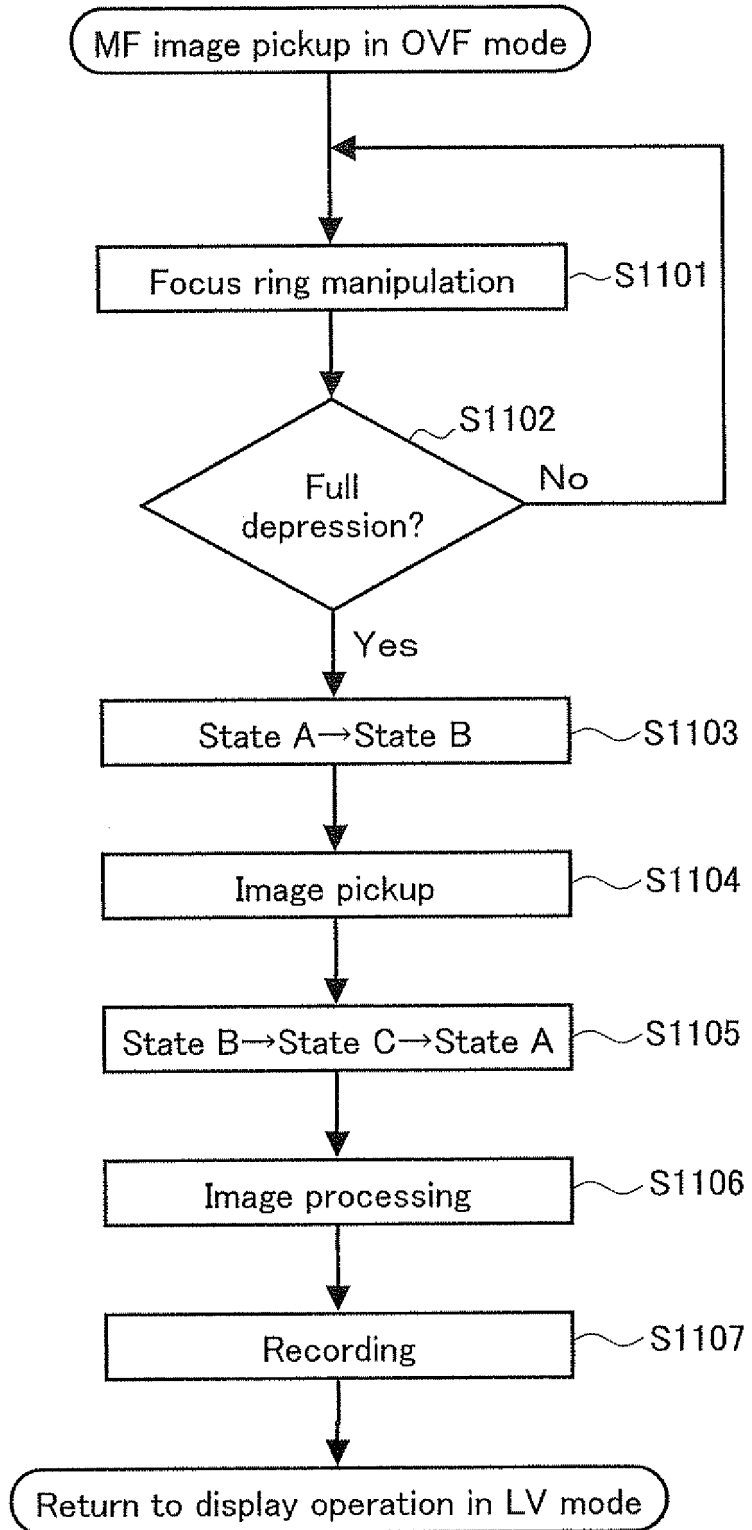 MF image pickup in OVF mode
Focus ring manipulation
S1101
S1102
Full
depression?
No
Yes
State A→State B
S1103
Image pickup
S1104
State B→State C→State A
S1105
Image processing
S1106
Recording
S1107
Return to display operation in LV mode